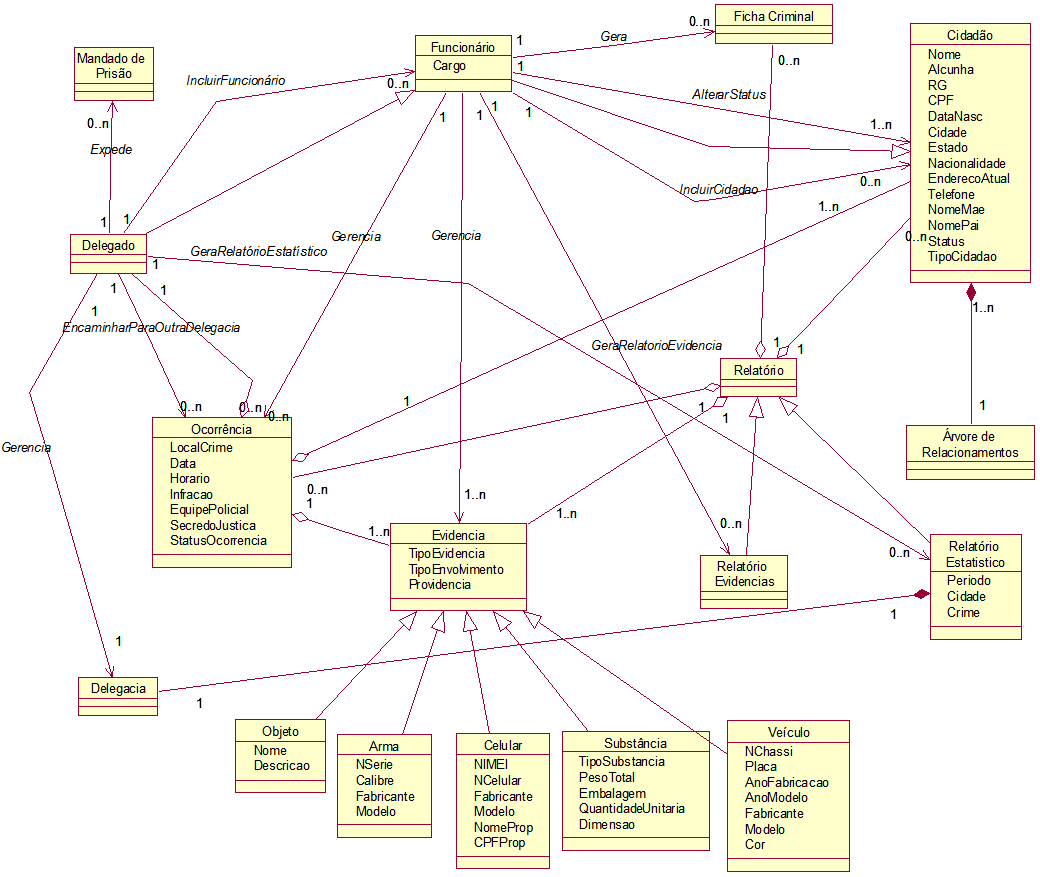 Ficha Criminal
0..n
0..n
Gera
Funcionário
Cargo
1
1
0..n
1
1
1
1
Cidadão
Nome
Alcunha
RG
CPF
DataNasc
Cidade
Estado
Nacionalidade
EnderecoAtual
Telefone
NomeMae
NomePai
Status
TipoCidadao
Mandado de
Prisão
0..n
Expede
IncluirFuncionário
AlterarStatus
1..n
IncluirCidadao
0..n
1..n
0..n
1
1
Delegado
1
1
1
1
GeraRelatórioEstatístico
Gerencia
Gerencia
EncaminharParaOutraDelegacia
GeraRelatorioEvidencia
1..n
1
Árvore de
Relacionamentos
1
1
Relatório
1
1
1
0..n
0..n
0..n
Ocorrência
LocalCrime
Data
Horario
Infracao
EquipePolicial
SecredoJustica
StatusOcorrencia
Gerencia
0..n
1
1..n
1..n
1..n
Evidencia
TipoEvidencia
TipoEnvolvimento
Providencia
0..n
Relatório
Evidencias
0..n
Relatório
Estatistico
Periodo
Cidade
Crime
1
1
Delegacia
1
Objeto
Nome
Descricao
Arma
NSerie
Calibre
Fabricante
Modelo
Celular
NIMEI
NCelular
Fabricante
Modelo
NomeProp
CPFProp
Substância
TipoSubstancia
PesoTotal
Embalagem
QuantidadeUnitaria
Dimensao
Veículo
NChassi
Placa
AnoFabricacao
AnoModelo
Fabricante
Modelo
Cor